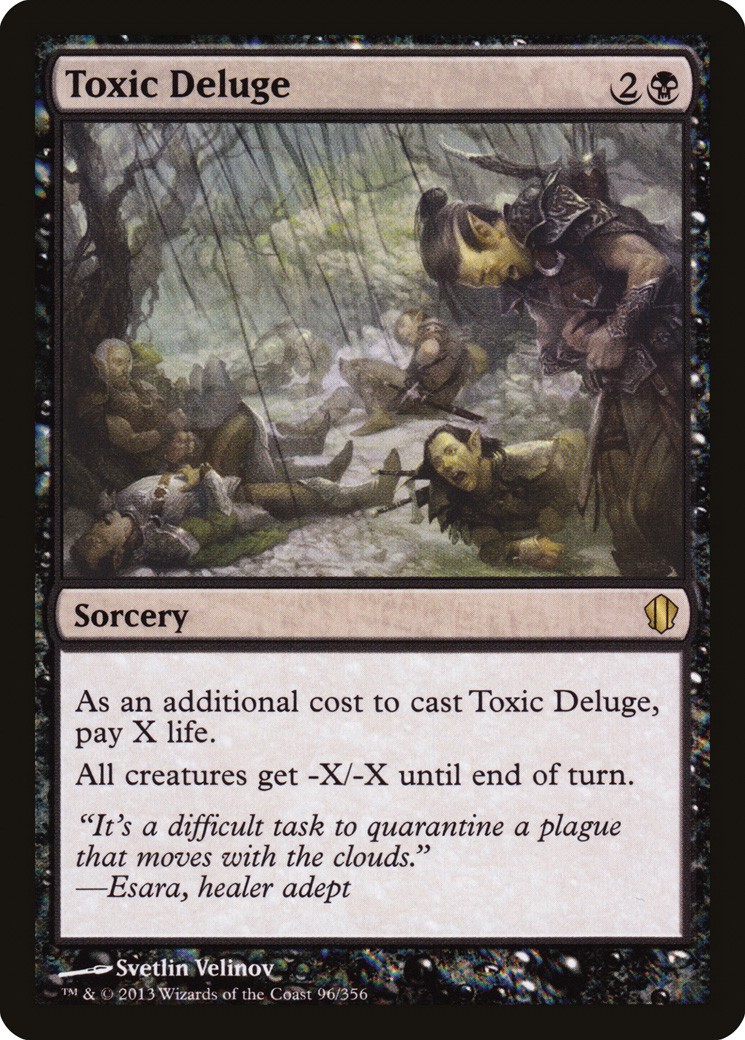 Toxic Deluge 2
Sorcery
As an additional cost to cast Toxic Deluge,
pay X life.
All creatures get -X/-X until end of turn.
“It’s a difficult task to quarantine a plague
that moves with the clouds.”
—Esara, healer adept
Svetlin Velinov
™ & © 2013 Wizards of the Coast 96/356